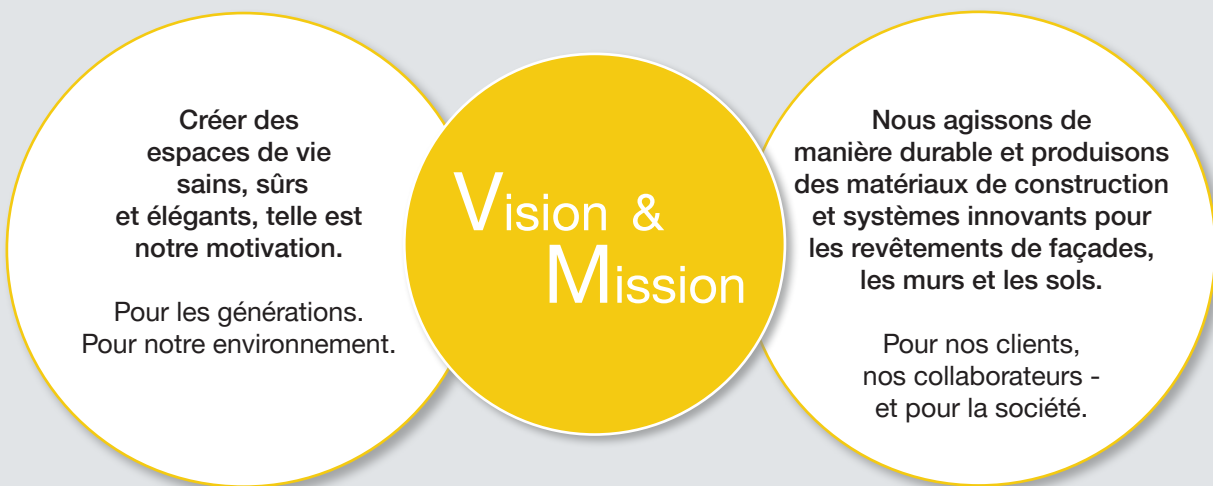 Créer des
espaces de vie
sains, sûrs
et élégants, telle est
notre motivation.
Pour les générations.
Pour notre environnement.
Vision &
Mission
Nous agissons de
manière durable et produisons
des matériaux de construction
et systèmes innovants pour
les revêtements de façades,
les murs et les sols.
Pour nos clients,
nos collaborateurs -
et pour la société.